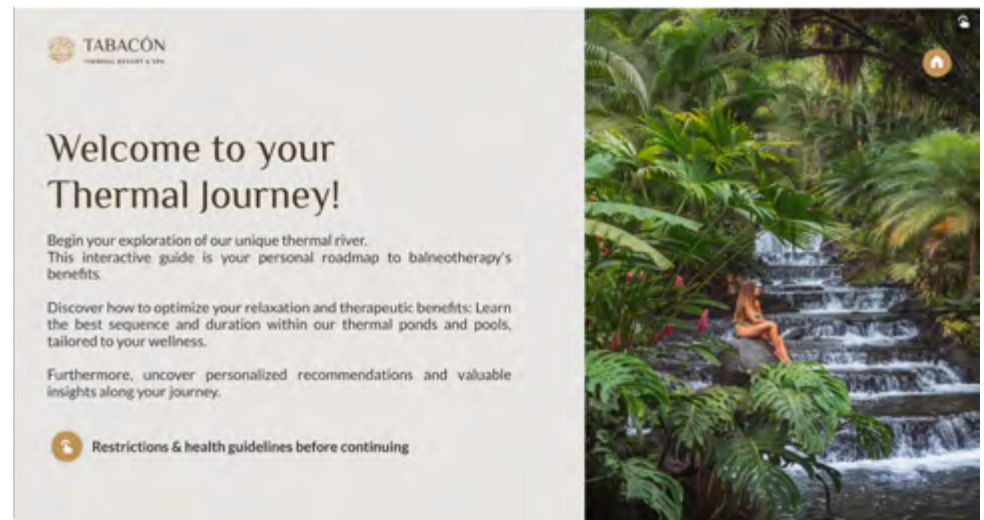 TABACÓN
THERMAL RESORT & SPA
Welcome to your
Thermal Journey!
Begin your exploration of our unique thermal river.
This interactive guide is your personal roadmap to balneotherapy's
benefits.
Discover how to optimize your relaxation and therapeutic benefits: Learn
the best sequence and duration within our thermal ponds and pools,
tailored to your wellness.
Furthermore, uncover personalized recommendations and valuable
insights along your journey.
Restrictions & health guidelines before continuing